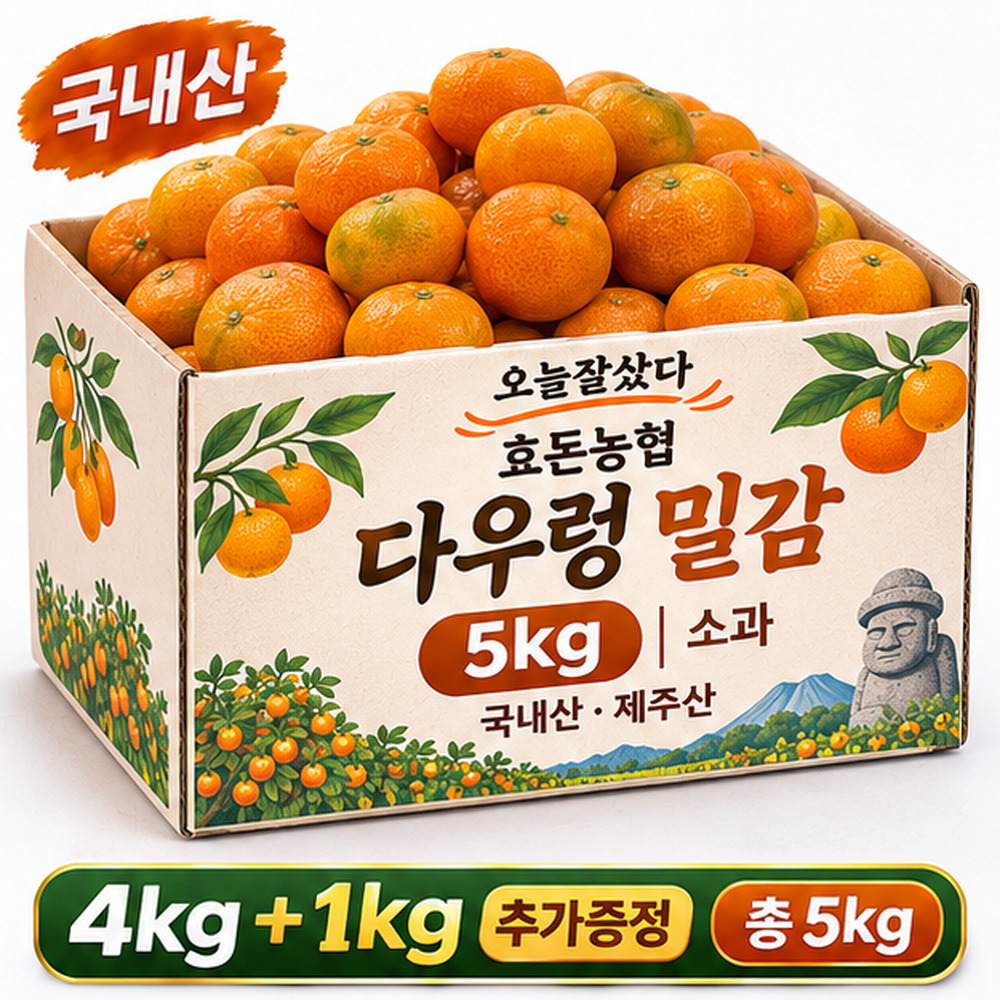 국내산
오늘잘샀다
효돈농협
다우렁 밀감
5kg | 소과
국내산 · 제주산
4kg+1kg 추가증정 총 5kg